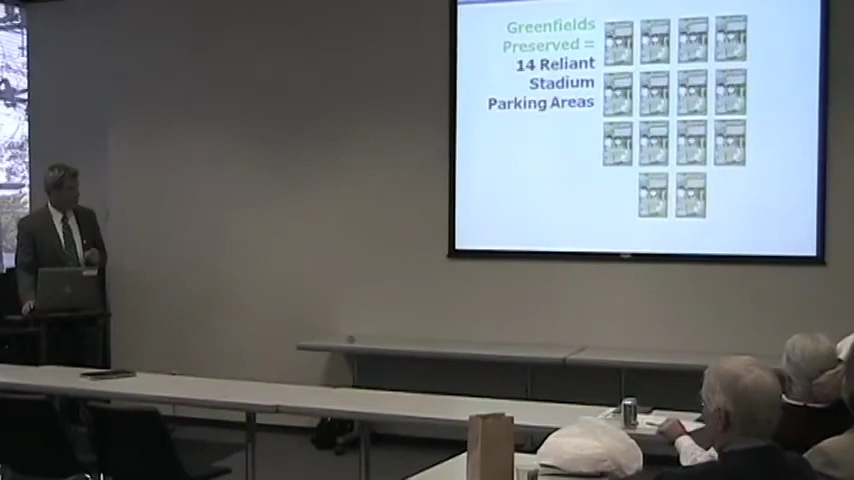 Greenfields
Preserved =
14 Reliant
Stadium
Parking Areas